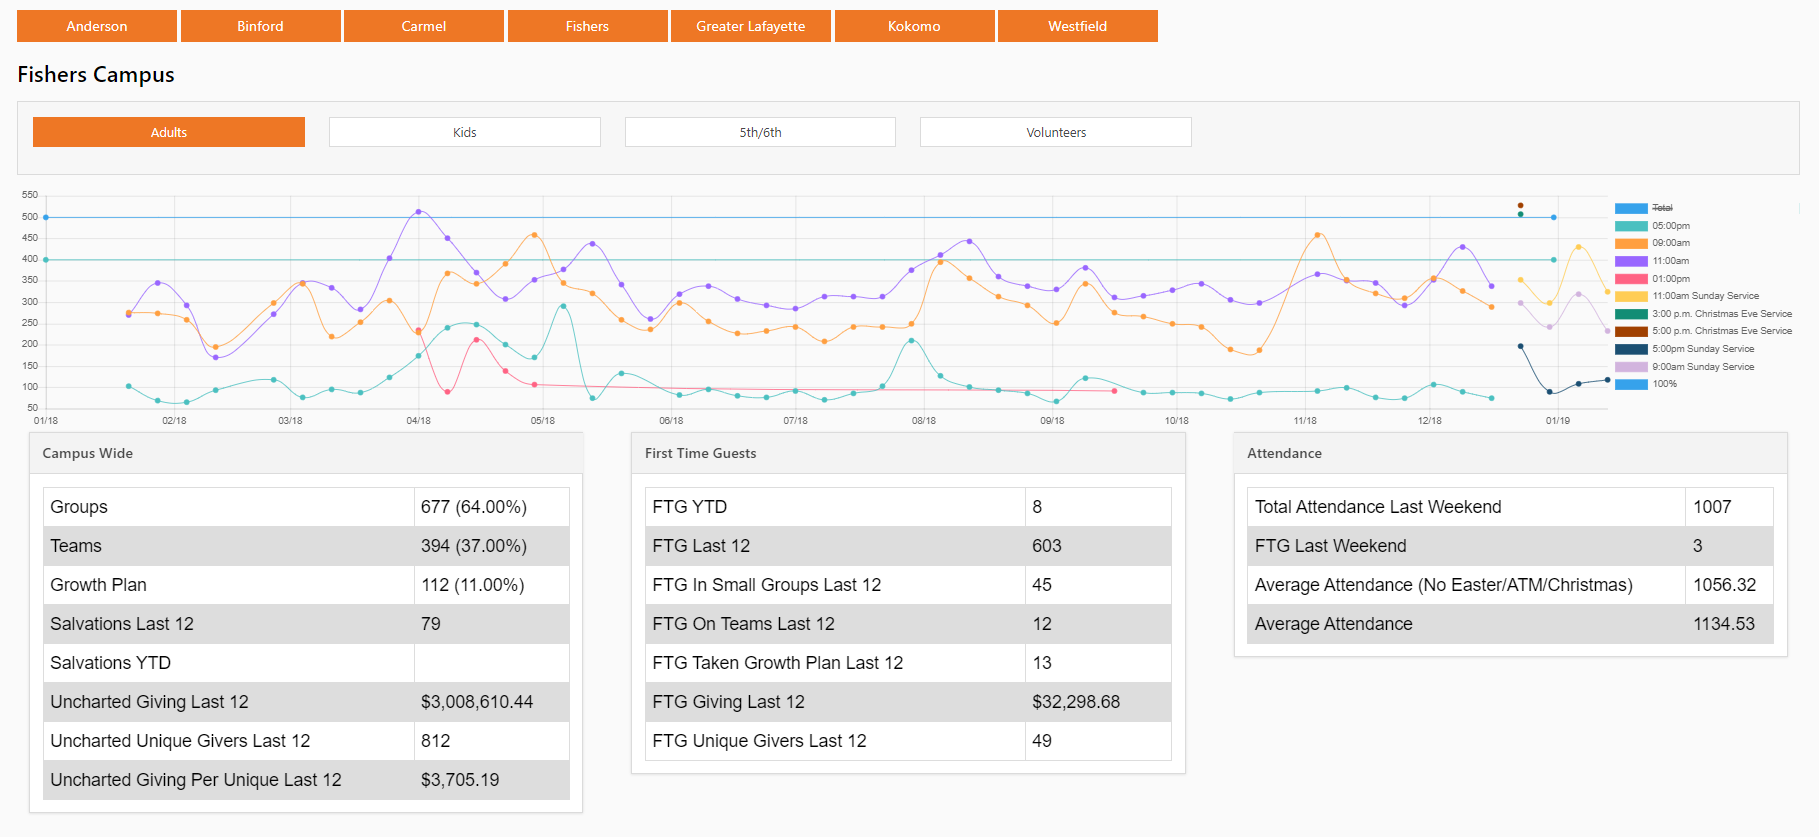 Anderson Binford Carmel Fishers Greater Lafayette Kokomo Westfield
Fishers Campus
Adults Kids 5th/6th Volunteers
550
500
450
400
350
300
250
200
150
100
50
01/18 02/18 03/18 04/18 05/18 06/18 07/18 08/18 09/18 10/18 11/18 12/18 01/19
Total
05:00pm
09:00am
11:00am
01:00pm
11:00am Sunday Service
3:00 p.m. Christmas Eve Service
5:00 p.m. Christmas Eve Service
5:00pm Sunday Service
9:00am Sunday Service
100%
Campus Wide
Groups 677 (64.00%)
Teams 394 (37.00%)
Growth Plan 112 (11.00%)
Salvations Last 12 79
Salvations YTD
Uncharted Giving Last 12 $3,008,610.44
Uncharted Unique Givers Last 12 812
Uncharted Giving Per Unique Last 12 $3,705.19
First Time Guests
FTG YTD 8
FTG Last 12 603
FTG In Small Groups Last 12 45
FTG On Teams Last 12 12
FTG Taken Growth Plan Last 12 13
FTG Giving Last 12 $32,298.68
FTG Unique Givers Last 12 49
Attendance
Total Attendance Last Weekend 1007
FTG Last Weekend 3
Average Attendance (No Easter/ATM/Christmas) 1056.32
Average Attendance 1134.53